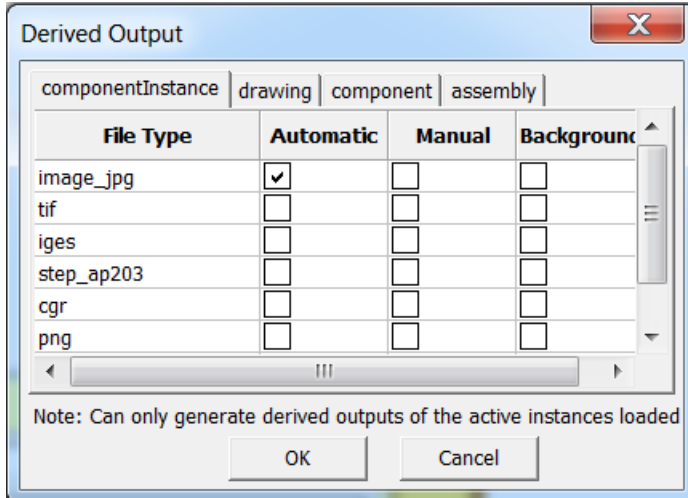 Derived Output
componentInstance drawing component assembly
File Type Automatic Manual Background
image_jpg
tif
iges
step_ap203
cgr
png
Note: Can only generate derived outputs of the active instances loaded
OK Cancel